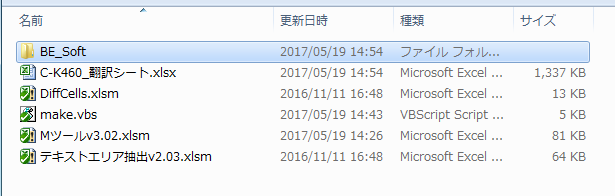 名前 更新日時 種類 サイズ
BE_Soft 2017/05/19 14:54 ファイル フォル...
C-K460_翻訳シート.xlsx 2017/05/19 14:54 Microsoft Excel ... 1,337 KB
DiffCells.xlsm 2016/11/11 16:48 Microsoft Excel ... 13 KB
make.vbs 2017/05/19 14:43 VBScript Script ... 5 KB
Mツールv3.02.xlsm 2017/05/19 14:26 Microsoft Excel ... 81 KB
テキストエリア抽出v2.03.xlsm 2016/11/11 16:48 Microsoft Excel ... 64 KB